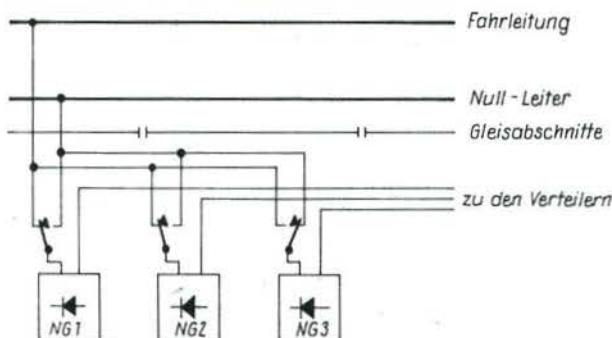 Fahrleitung
Null-Leiter
Gleisabschnitte
zu den Verteilern
NG1 NG2 NG3